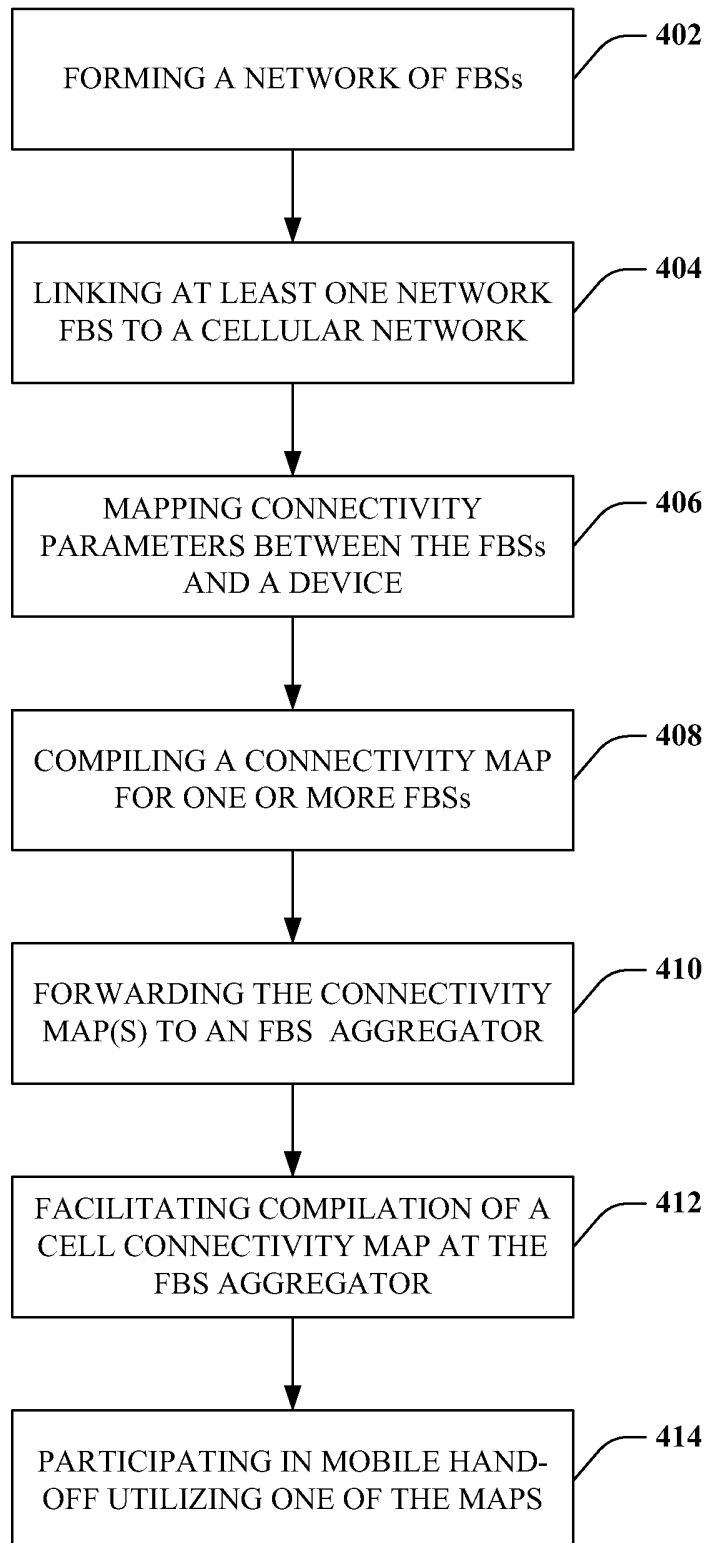 FORMING A NETWORK OF FBSs
402
LINKING AT LEAST ONE NETWORK
FBS TO A CELLULAR NETWORK
404
MAPPING CONNECTIVITY
PARAMETERS BETWEEN THE FBSs
AND A DEVICE
406
COMPILING A CONNECTIVITY MAP
FOR ONE OR MORE FBSs
408
FORWARDING THE CONNECTIVITY
MAP(S) TO AN FBS AGGREGATOR
410
FACILITATING COMPILATION OF A
CELL CONNECTIVITY MAP AT THE
FBS AGGREGATOR
412
PARTICIPATING IN MOBILE HAND-
OFF UTILIZING ONE OF THE MAPS
414